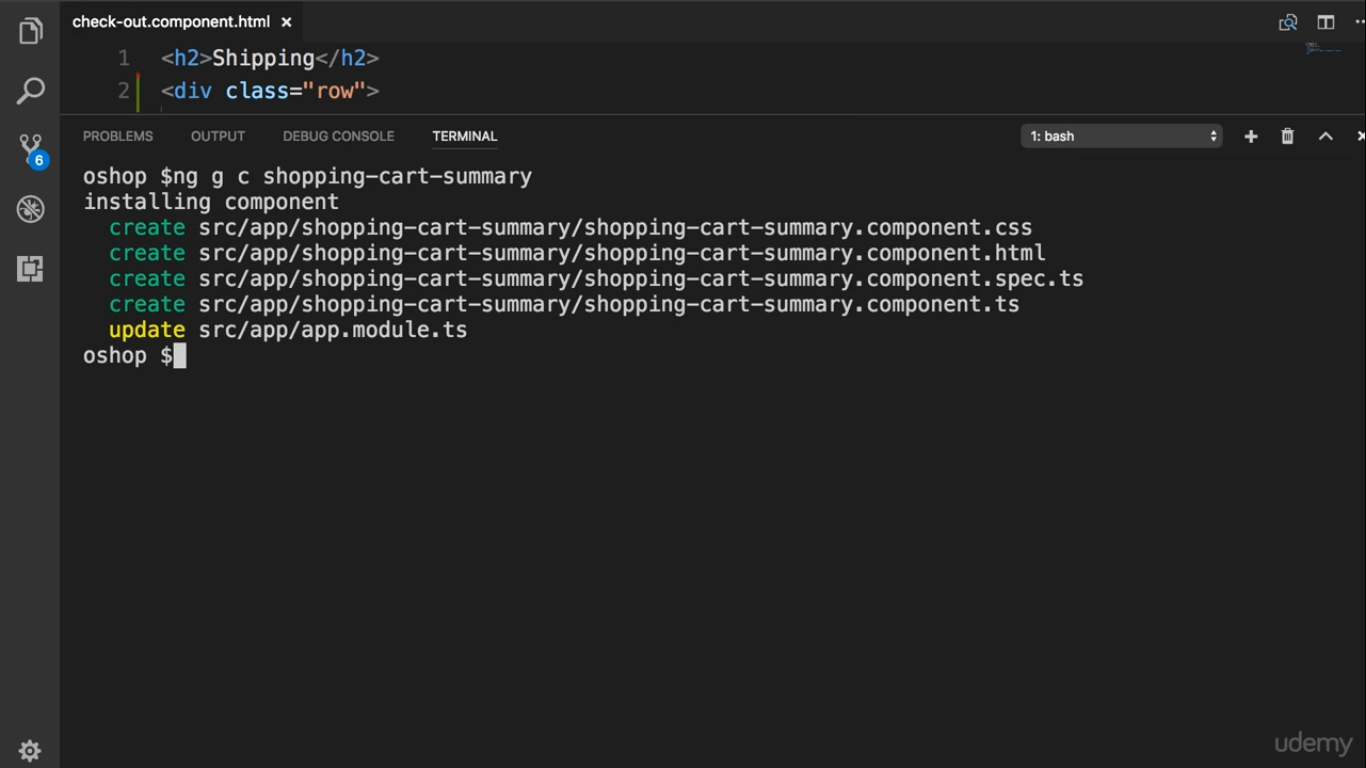 check-out.component.html ×
1 <h2>Shipping</h2>
2 <div class="row">
PROBLEMS OUTPUT DEBUG CONSOLE TERMINAL 1: bash
oshop $ng g c shopping-cart-summary
installing component
create src/app/shopping-cart-summary/shopping-cart-summary.component.css
create src/app/shopping-cart-summary/shopping-cart-summary.component.html
create src/app/shopping-cart-summary/shopping-cart-summary.component.spec.ts
create src/app/shopping-cart-summary/shopping-cart-summary.component.ts
update src/app/app.module.ts
oshop $
6
udemy